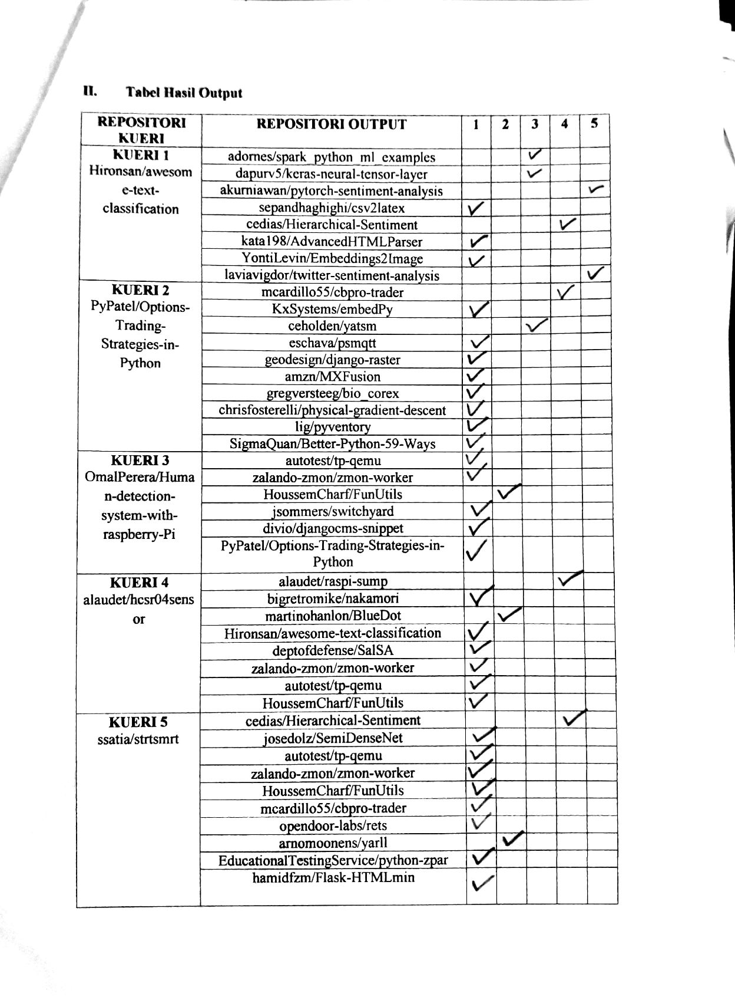 II. Tabel Hasil Output
REPOSITORI KUERI REPOSITORI OUTPUT 1 2 3 4 5
KUERI 1
Hironsan/awesom
e-text-
classification
adornes/spark_python_ml_examples ✓
dapurv5/keras-neural-tensor-layer ✓
akurniawan/pytorch-sentiment-analysis ✓
sepandhaghighi/csv2latex ✓
cedias/Hierarchical-Sentiment ✓
kata198/AdvancedHTMLParser ✓
YontiLevin/Embeddings2Image ✓
laviavigdor/twitter-sentiment-analysis ✓
KUERI 2
PyPatel/Options-
Trading-
Strategies-in-
Python
mcardillo55/cbpro-trader ✓
KxSystems/embedPy ✓
ceholden/yatsm ✓
eschava/psmqtt ✓
geodesign/django-raster ✓
amzn/MXFusion ✓
gregversteeg/bio_corex ✓
chrisfosterelli/physical-gradient-descent ✓
lig/pyventory ✓
SigmaQuan/Better-Python-59-Ways ✓
KUERI 3
OmalPerera/Huma
n-detection-
system-with-
raspberry-Pi
autotest/tp-qemu ✓
zalando-zmon/zmon-worker ✓
HoussemCharf/FunUtils ✓
jsommers/switchyard ✓
divio/djangocms-snippet ✓
PyPatel/Options-Trading-Strategies-in-
Python ✓
KUERI 4
alaudet/hcsr04sens
or
alaudet/raspi-sump ✓
bigretromike/nakamori ✓
martinohanlon/BlueDot ✓
Hironsan/awesome-text-classification ✓
deptofdefense/SalSA ✓
zalando-zmon/zmon-worker ✓
autotest/tp-qemu ✓
HoussemCharf/FunUtils ✓
KUERI 5
ssatia/strtsmrt
cedias/Hierarchical-Sentiment ✓
josedolz/SemiDenseNet ✓
autotest/tp-qemu ✓
zalando-zmon/zmon-worker ✓
HoussemCharf/FunUtils ✓
mcardillo55/cbpro-trader ✓
opendoor-labs/rets ✓
arnomoonens/yarll ✓
EducationalTestingService/python-zpar ✓
hamidfzm/Flask-HTMLmin ✓